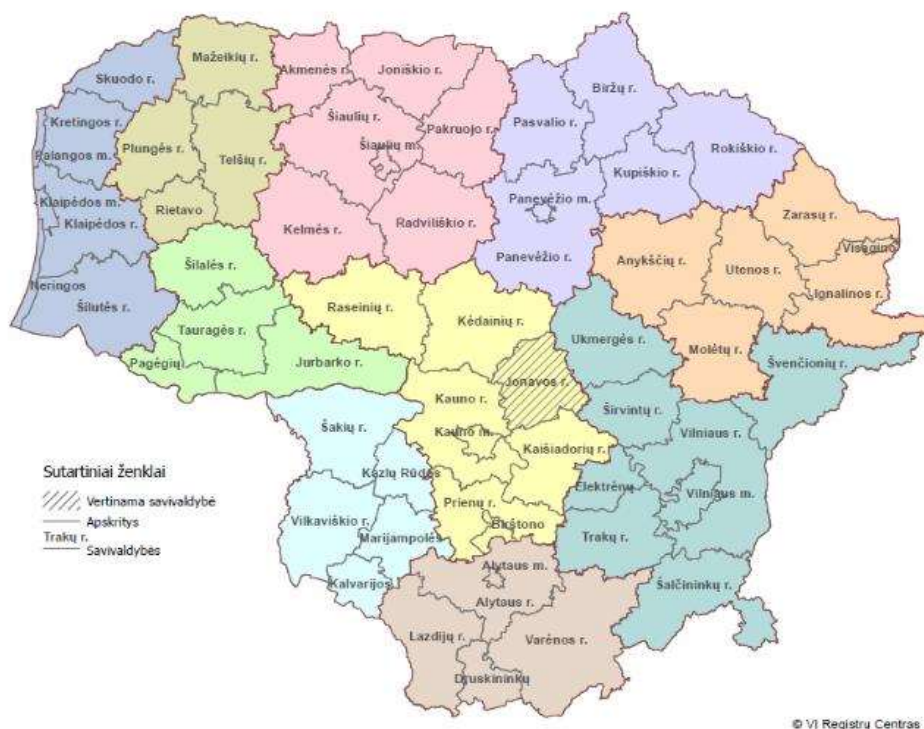 Mažeikių r.
Skuodo r.
Akmenės r.
Joniškio r.
Biržų r.
Kretingos r.
Šiaulių r.
Pasvalio r.
Palangos m.
Plungės r.
Telšių r.
Šiaulių m.
Pakruojo r.
Rokiškio r.
Kupiškio r.
Klaipėdos m.
Rietavo
Panevėžio m.
Zarasų r.
Klaipėdos r.
Kelmės r.
Radviliškio r.
Visagino
Šilalės r.
Panevėžio r.
Anykščių r.
Utenos r.
Neringos
Ignalinos r.
Šilutės r.
Raseinių r.
Kėdainių r.
Tauragės r.
Ukmergės r.
Molėtų r.
Pagėgių
Jurbarko r.
Jonavos r.
Švenčionių r.
Kauno r.
Širvintų r.
Šakių r.
Kauno m.
Vilniaus r.
Kaišiadorių r.
Kazlų Rūdos
Elektrėnų
Vilniaus m.
Prienų r.
Vilkaviškio r.
Birštono
Marijampolės
Trakų r.
Alytaus m.
Kalvarijos
Šalčininkų r.
Alytaus r.
Lazdijų r.
Varėnos r.
Druskininkų
Sutartiniai ženklai
Vertinama savivaldybė
Apskritys
Trakų r.
Savivaldybės
© VĮ Registrų Centras